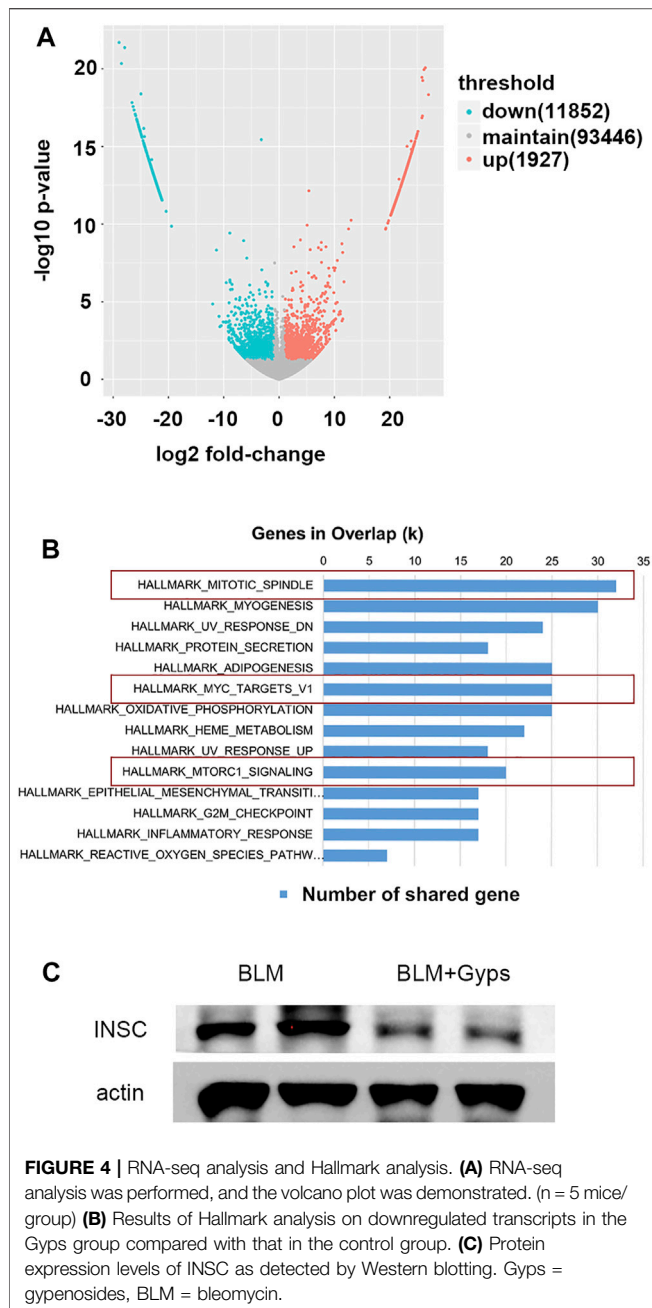 A
20
15
10
5
0
-log10 p-value
-30
-20
-10
0
10
20
log2 fold-change
threshold
down(11852)
maintain(93446)
up(1927)
B
Genes in Overlap (k)
0 5 10 15 20 25 30 35
HALLMARK_MITOTIC_SPINDLE
HALLMARK_MYOGENESIS
HALLMARK_UV_RESPONSE_DN
HALLMARK_PROTEIN_SECRETION
HALLMARK_ADIPOGENESIS
HALLMARK_MYC_TARGETS_V1
HALLMARK_OXIDATIVE_PHOSPHORYLATION
HALLMARK_HEME_METABOLISM
HALLMARK_UV_RESPONSE_UP
HALLMARK_MTORC1_SIGNALING
HALLMARK_EPITHELIAL_MESENCHYMAL_TRANSITI...
HALLMARK_G2M_CHECKPOINT
HALLMARK_INFLAMMATORY_RESPONSE
HALLMARK_REACTIVE_OXYGEN_SPECIES_PATHW...
Number of shared gene
C
BLM BLM+Gyps
INSC
actin
FIGURE 4 | RNA-seq analysis and Hallmark analysis. (A) RNA-seq
analysis was performed, and the volcano plot was demonstrated. (n = 5 mice/
group) (B) Results of Hallmark analysis on downregulated transcripts in the
Gyps group compared with that in the control group. (C) Protein
expression levels of INSC as detected by Western blotting. Gyps =
gypenosides, BLM = bleomycin.